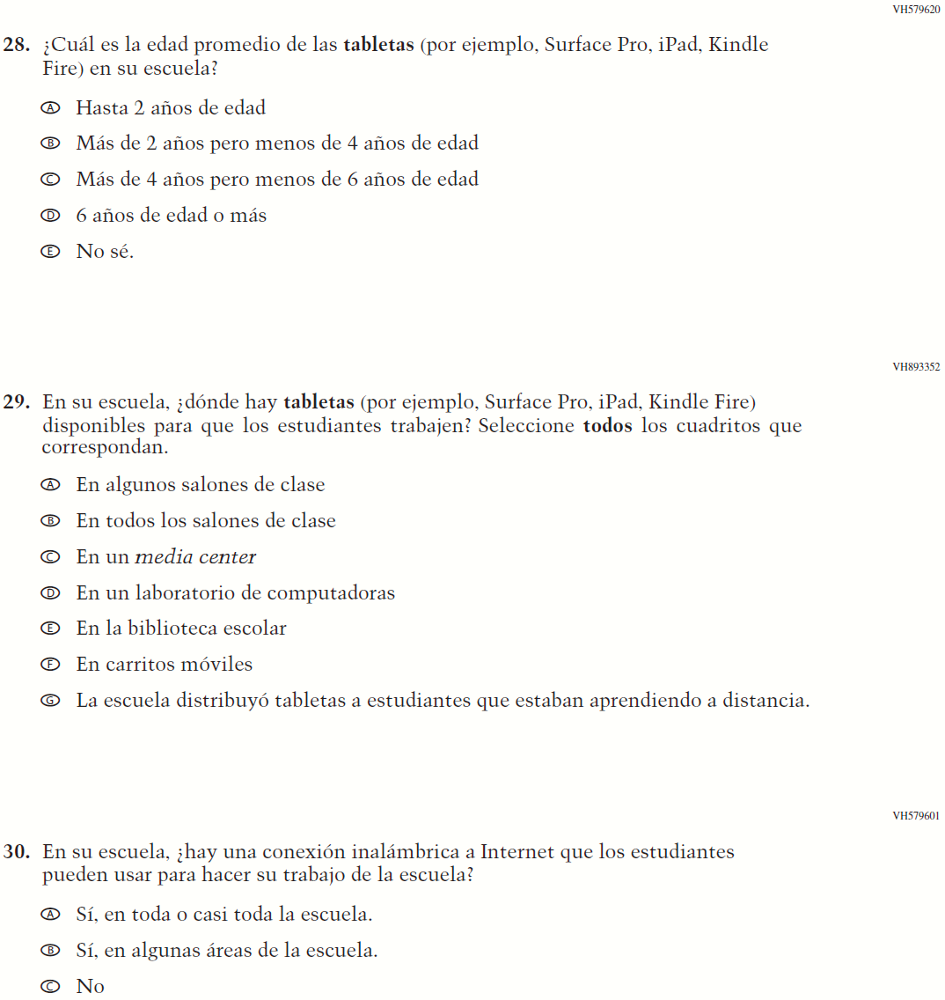 VH579620
28. ¿Cuál es la edad promedio de las tabletas (por ejemplo, Surface Pro, iPad, Kindle
Fire) en su escuela?
A Hasta 2 años de edad
B Más de 2 años pero menos de 4 años de edad
C Más de 4 años pero menos de 6 años de edad
D 6 años de edad o más
E No sé.
VH893352
29. En su escuela, ¿dónde hay tabletas (por ejemplo, Surface Pro, iPad, Kindle Fire)
disponibles para que los estudiantes trabajen? Seleccione todos los cuadritos que
correspondan.
A En algunos salones de clase
B En todos los salones de clase
C En un media center
D En un laboratorio de computadoras
E En la biblioteca escolar
F En carritos móviles
G La escuela distribuyó tabletas a estudiantes que estaban aprendiendo a distancia.
VH579601
30. En su escuela, ¿hay una conexión inalámbrica a Internet que los estudiantes
pueden usar para hacer su trabajo de la escuela?
A Sí, en toda o casi toda la escuela.
B Sí, en algunas áreas de la escuela.
C No